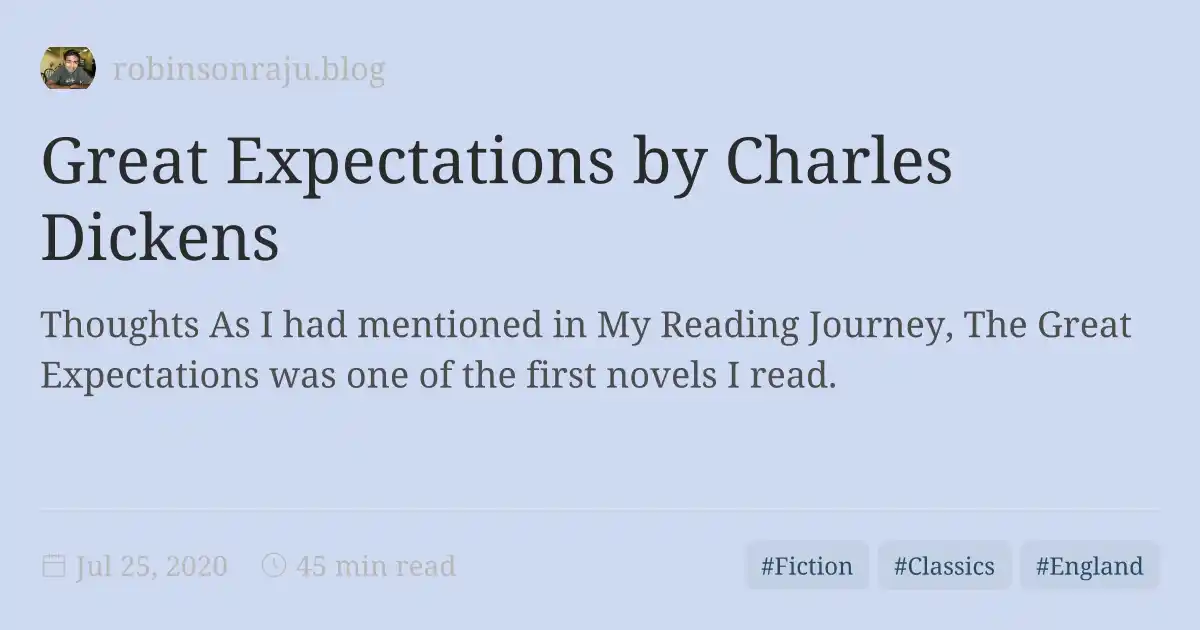 robinsonraju.blog
Great Expectations by Charles
Dickens
Thoughts As I had mentioned in My Reading Journey, The Great
Expectations was one of the first novels I read.
Jul 25, 2020 45 min read #Fiction #Classics #England